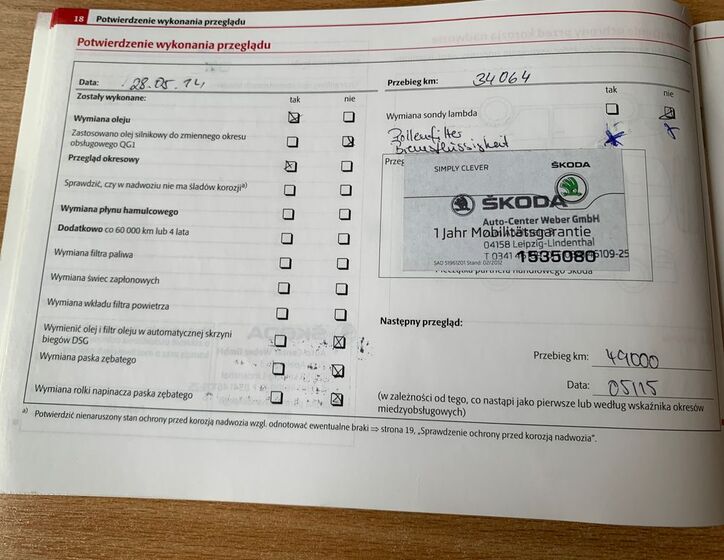 18 Potwierdzenie wykonania przeglądu
Potwierdzenie wykonania przeglądu
Data: 28.05.14
Zostały wykonane: tak nie
Wymiana oleju
Zastosowano olej silnikowy do zmiennego okresu
obsługowego QG1
Przegląd okresowy
Sprawdzić, czy w nadwoziu nie ma śladów korozji a)
Wymiana płynu hamulcowego
Dodatkowo co 60 000 km lub 4 lata
Wymiana filtra paliwa
Wymiana świec zapłonowych
Wymiana wkładu filtra powietrza
Wymienić olej i filtr oleju w automatycznej skrzyni
biegów DSG
Wymiana paska zębatego
Wymiana rolki napinacza paska zębatego
Przebieg km: 34064
tak nie
Wymiana sondy lambda
Pollenfilter
Bremsflüssigkeit
SIMPLY CLEVER ŠKODA
ŠKODA
Auto-Center Weber GmbH
1 Jahr Mobilitätsgarantie
04158 Leipzig-Lindenthal
1535080
Następny przegląd:
Przebieg km: 49000
Data: 05/15
(w zależności od tego, co nastąpi jako pierwsze lub według wskaźnika okresów
międzyobsługowych)
a) Potwierdzić nienaruszony stan ochrony przed korozją nadwozia wzgl. odnotować ewentualne braki ⇒ strona 19, „Sprawdzenie ochrony przed korozją nadwozia”.